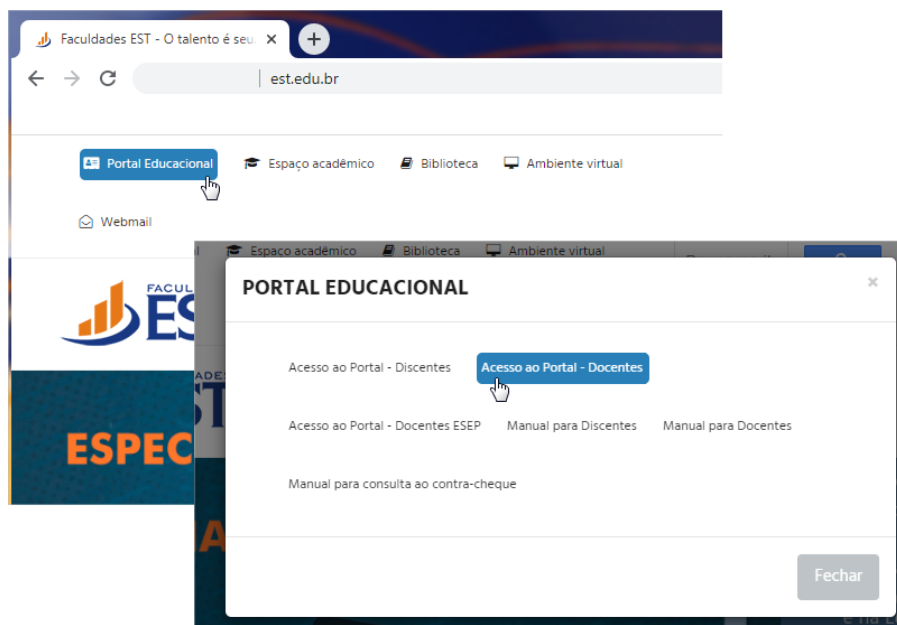 Faculdades EST - O talento é seu
est.edu.br
Portal Educacional Espaço acadêmico Biblioteca Ambiente virtual
Webmail
Espaço acadêmico Biblioteca Ambiente virtual
FACUL
ES
ESPEC
PORTAL EDUCACIONAL
×
Acesso ao Portal - Discentes Acesso ao Portal - Docentes
Acesso ao Portal - Docentes ESEP Manual para Discentes Manual para Docentes
Manual para consulta ao contra-cheque
Fechar